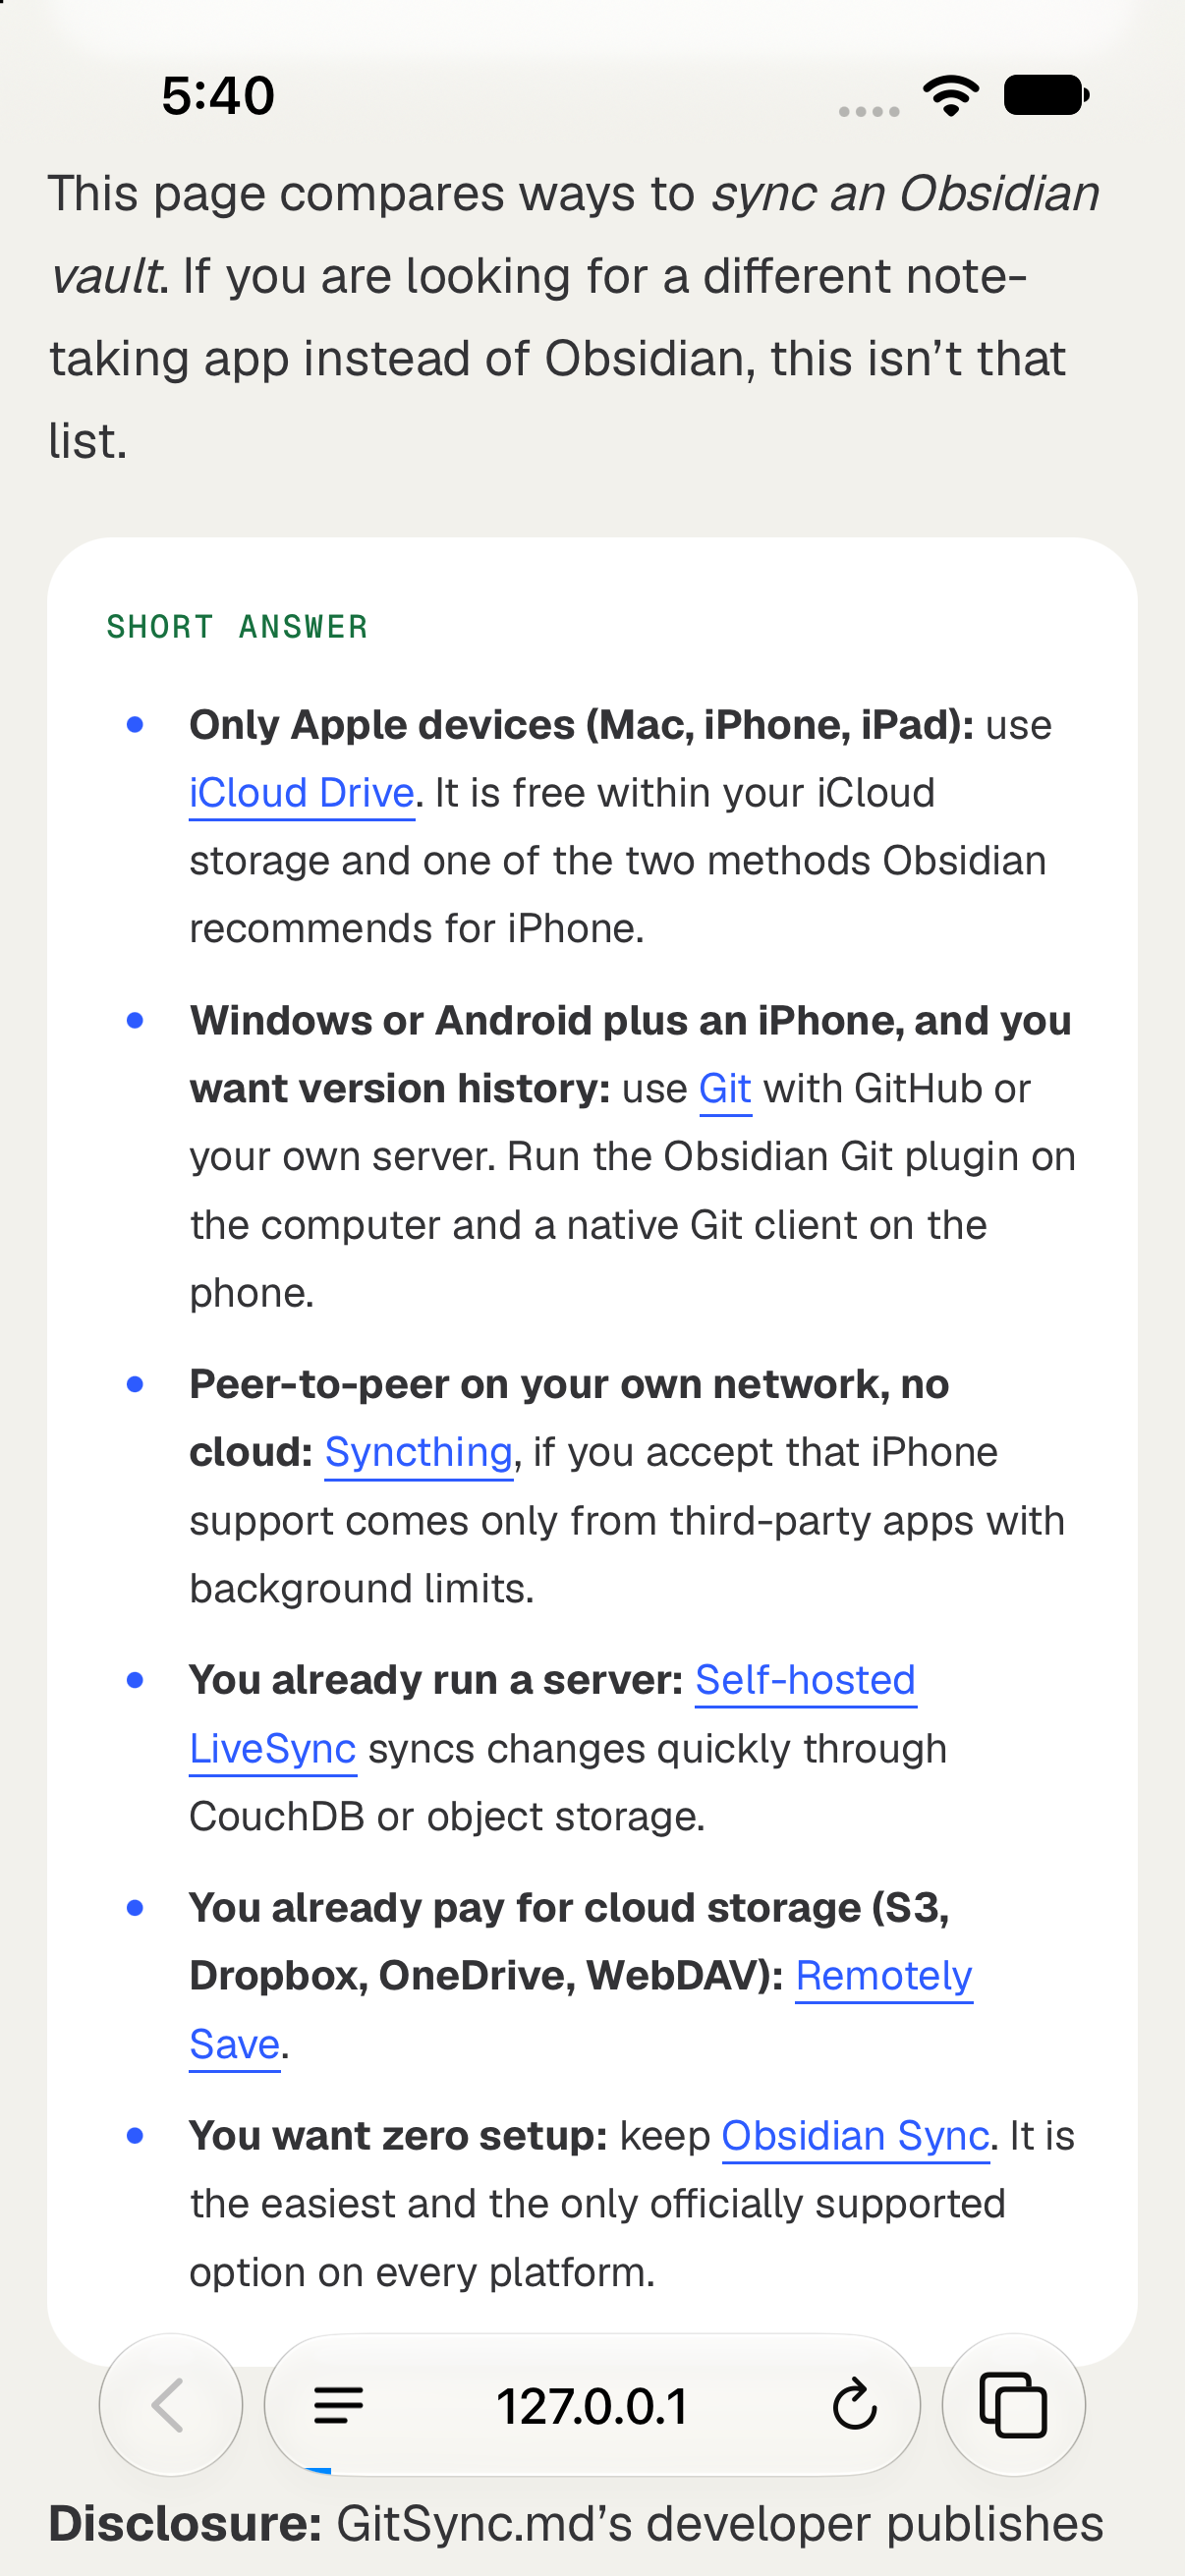 5:40
This page compares ways to sync an Obsidian
vault. If you are looking for a different note-
taking app instead of Obsidian, this isn’t that
list.
SHORT ANSWER
Only Apple devices (Mac, iPhone, iPad): use
iCloud Drive. It is free within your iCloud
storage and one of the two methods Obsidian
recommends for iPhone.
Windows or Android plus an iPhone, and you
want version history: use Git with GitHub or
your own server. Run the Obsidian Git plugin on
the computer and a native Git client on the
phone.
Peer-to-peer on your own network, no
cloud: Syncthing, if you accept that iPhone
support comes only from third-party apps with
background limits.
You already run a server: Self-hosted
LiveSync syncs changes quickly through
CouchDB or object storage.
You already pay for cloud storage (S3,
Dropbox, OneDrive, WebDAV): Remotely
Save.
You want zero setup: keep Obsidian Sync. It is
the easiest and the only officially supported
option on every platform.
127.0.0.1
Disclosure: GitSync.md’s developer publishes